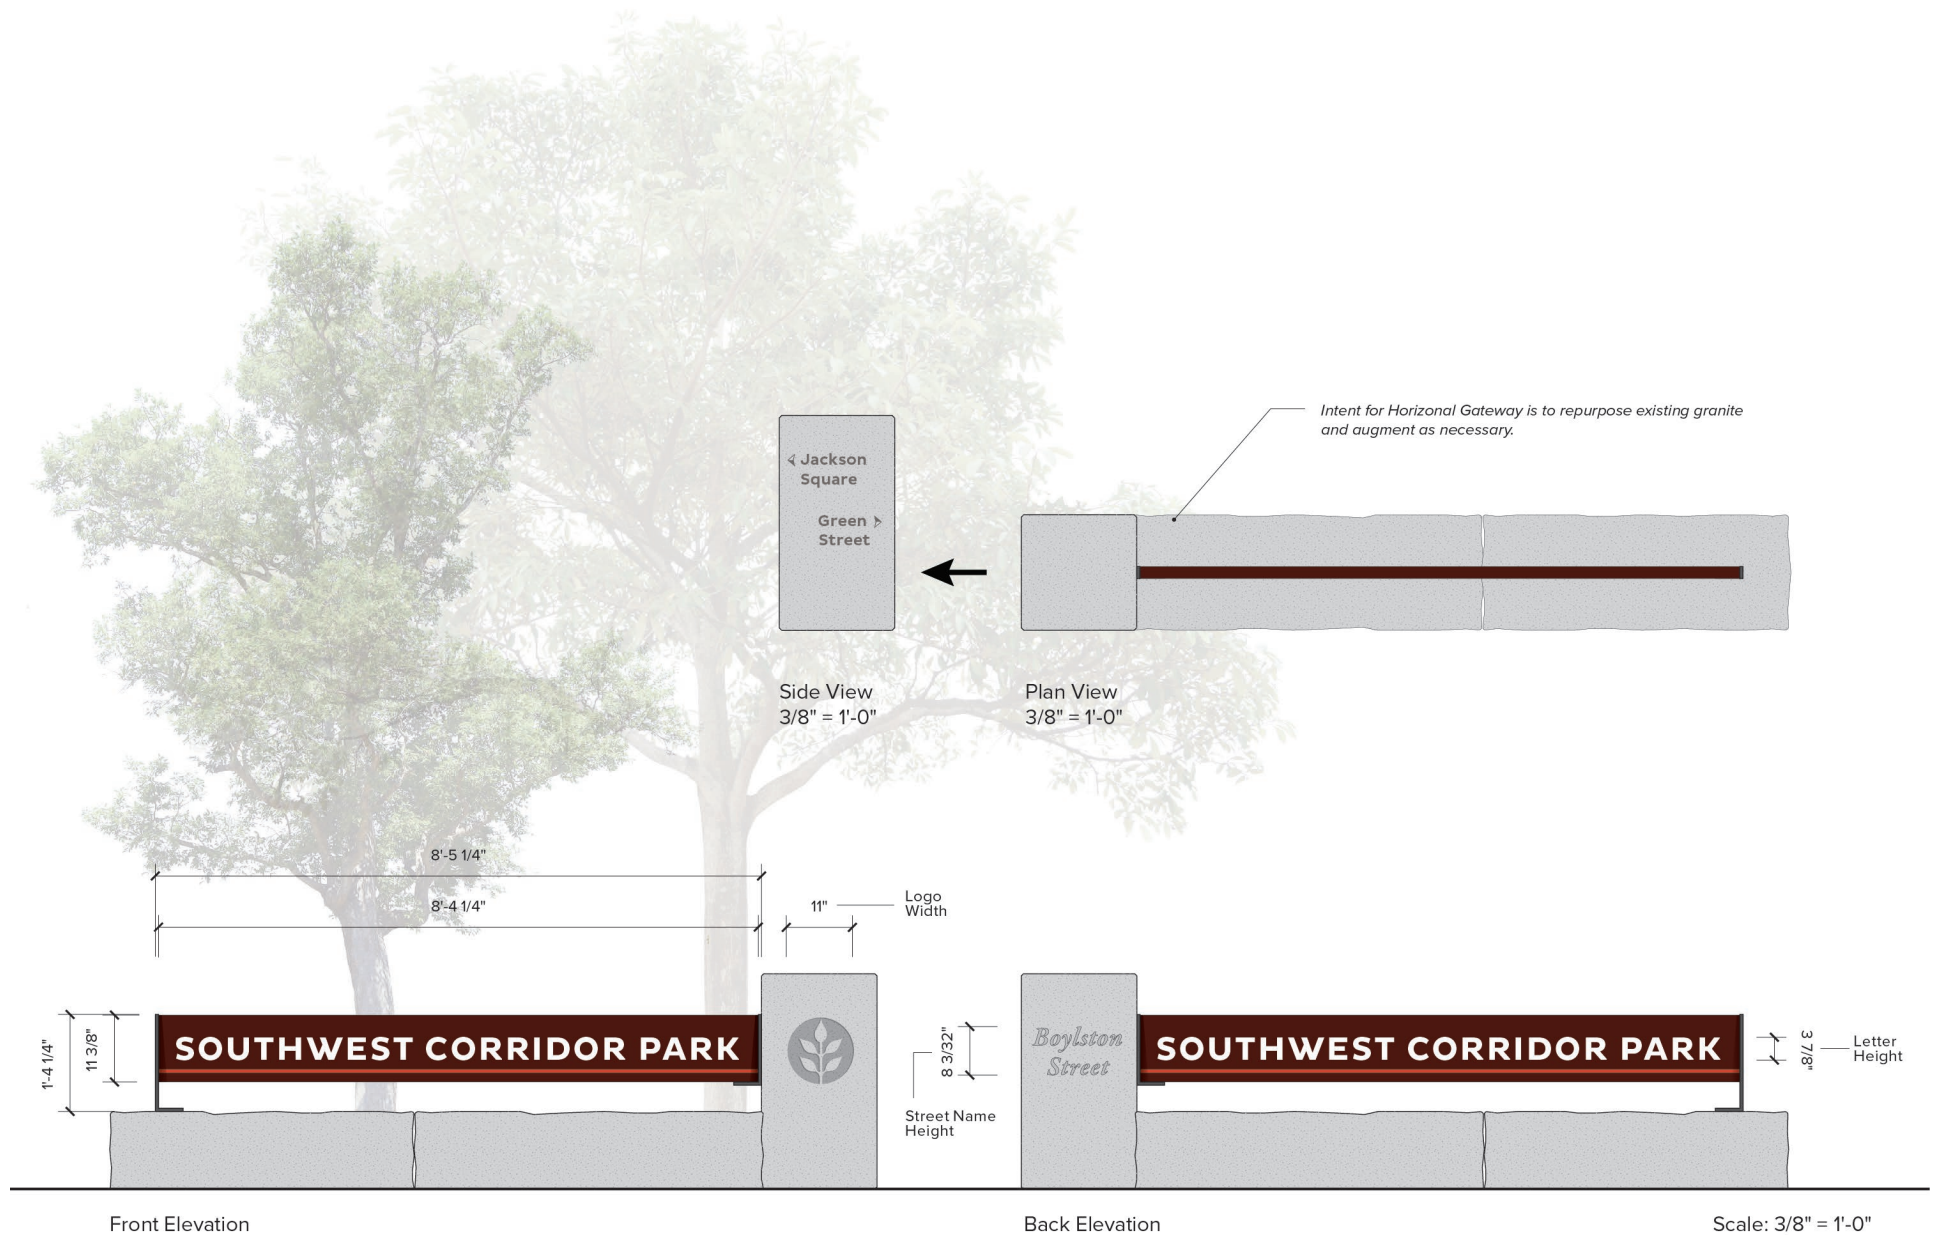 Intent for Horizonal Gateway is to repurpose existing granite
and augment as necessary.
Jackson
Square
Green
Street
Side View
3/8" = 1'-0"
Plan View
3/8" = 1'-0"
8'-5 1/4"
8'-4 1/4"
11"
Logo
Width
1'-4 1/4"
11 3/8"
SOUTHWEST CORRIDOR PARK
8 3/32"
Street Name
Height
Boylston
Street
SOUTHWEST CORRIDOR PARK
3 7/8"
Letter
Height
Front Elevation
Back Elevation
Scale: 3/8" = 1'-0"